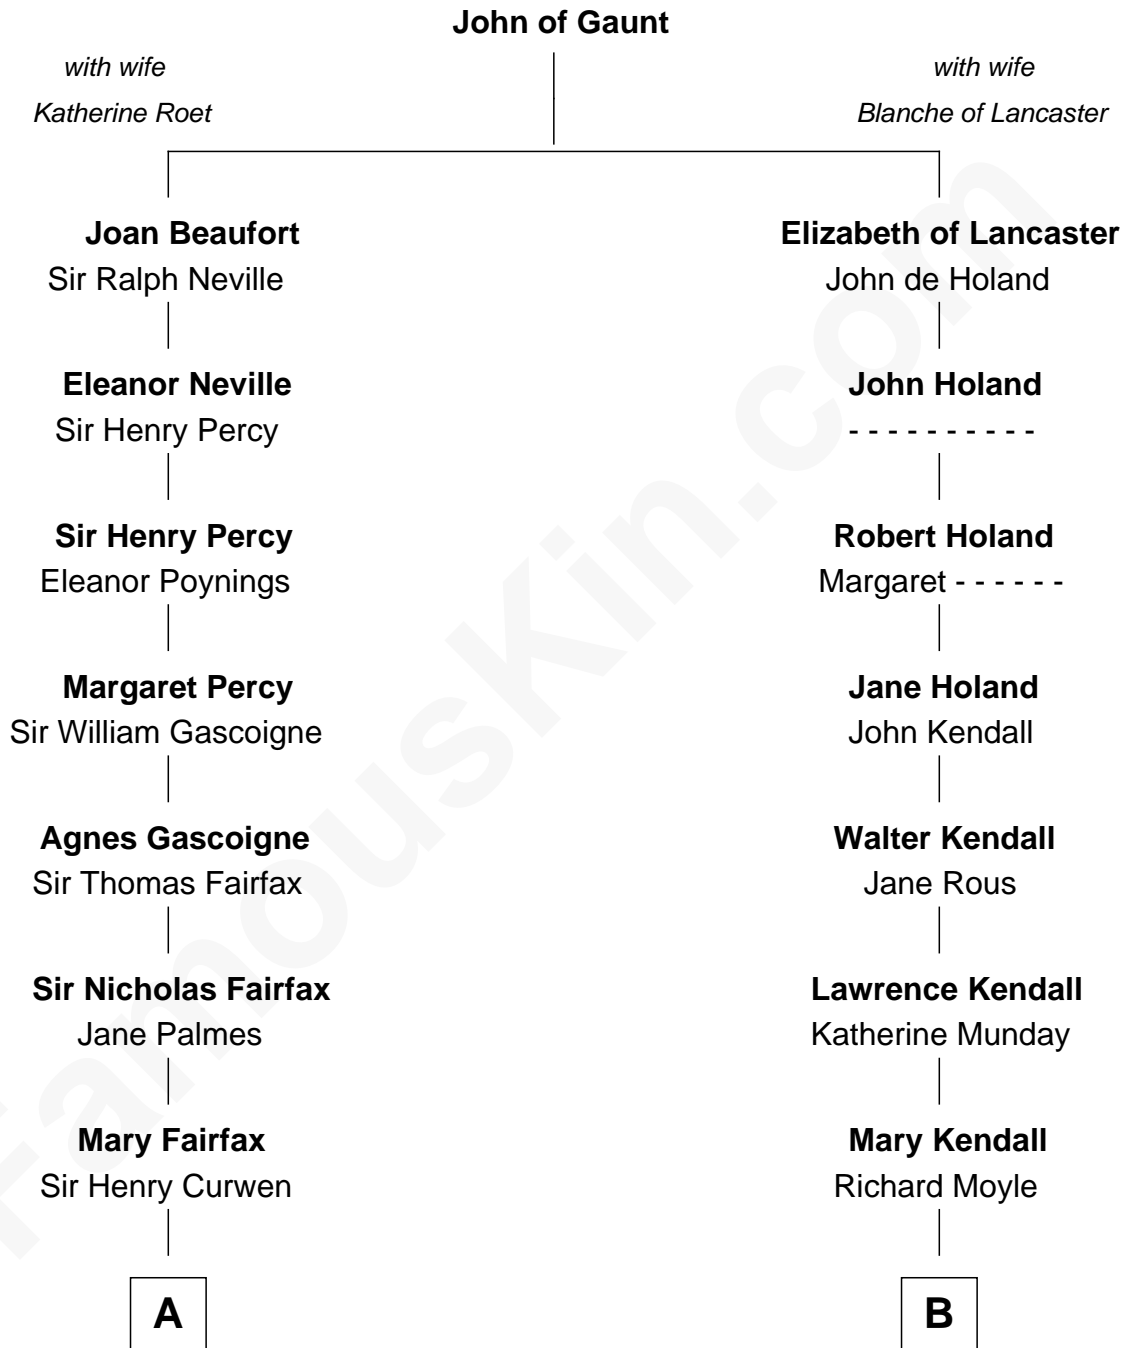 John of Gaunt
with wife
Katherine Roet
with wife
Blanche of Lancaster
Joan Beaufort
Sir Ralph Neville
Elizabeth of Lancaster
John de Holand
Eleanor Neville
Sir Henry Percy
John Holand
- - - - - - - - - -
Sir Henry Percy
Eleanor Poynings
Robert Holand
Margaret - - - - - -
Margaret Percy
Sir William Gascoigne
Jane Holand
John Kendall
Agnes Gascoigne
Sir Thomas Fairfax
Walter Kendall
Jane Rous
Sir Nicholas Fairfax
Jane Palmes
Lawrence Kendall
Katherine Munday
Mary Fairfax
Sir Henry Curwen
Mary Kendall
Richard Moyle
A
B
FamousKin.com